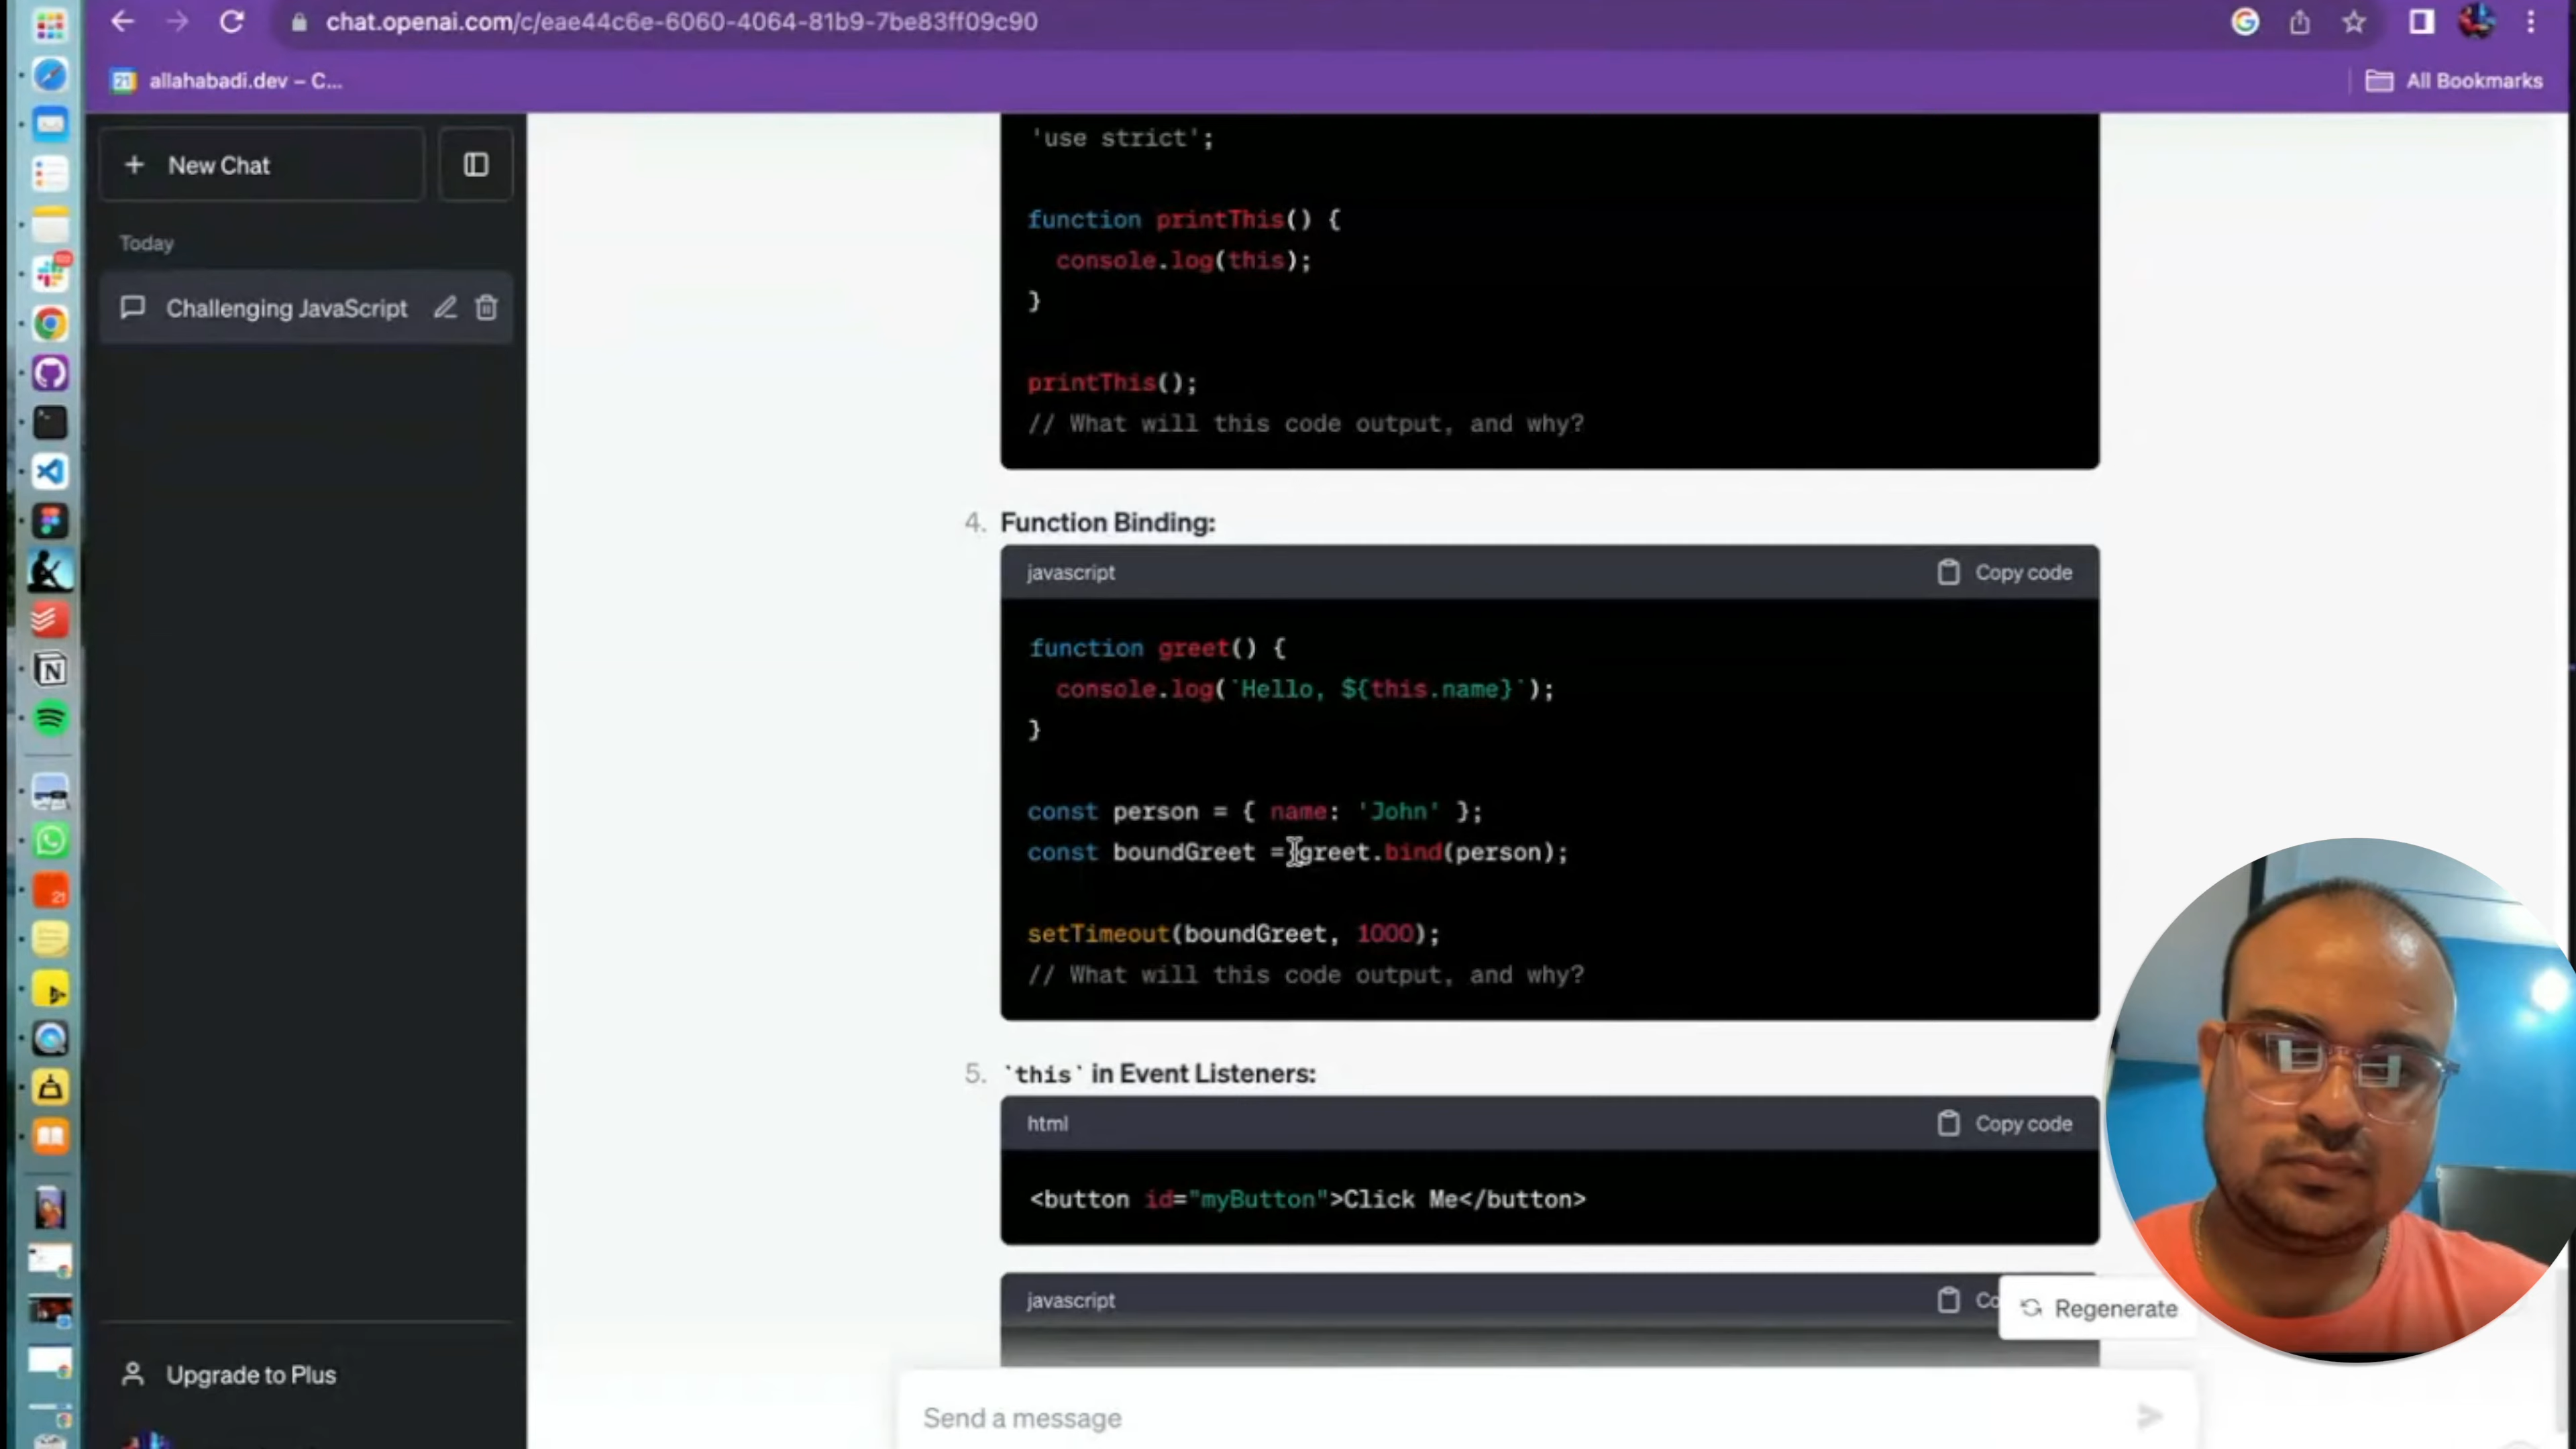 chat.openai.com/c/eae44c6e-6060-4064-81b9-7be83ff09c90
allahabadi.dev – C...
All Bookmarks
New Chat
Today
Challenging JavaScript
Upgrade to Plus
'use strict';
function printThis() {
console.log(this);
}
printThis();
// What will this code output, and why?
4. Function Binding:
javascript
Copy code
function greet() {
console.log(`Hello, ${this.name}`);
}
const person = { name: 'John' };
const boundGreet = greet.bind(person);
setTimeout(boundGreet, 1000);
// What will this code output, and why?
5. `this` in Event Listeners:
html
Copy code
<button id="myButton">Click Me</button>
javascript
Co
Regenerate
Send a message